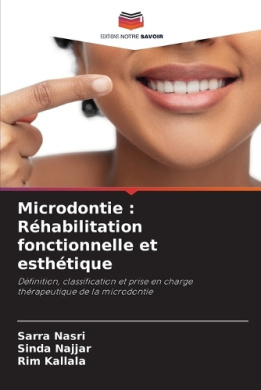 EDITIONS NOTRE SAVOIR
Microdontie :
Réhabilitation
fonctionnelle et
esthétique
Définition, classification et prise en charge
thérapeutique de la microdontie
Sarra Nasri
Sinda Najjar
Rim Kallala